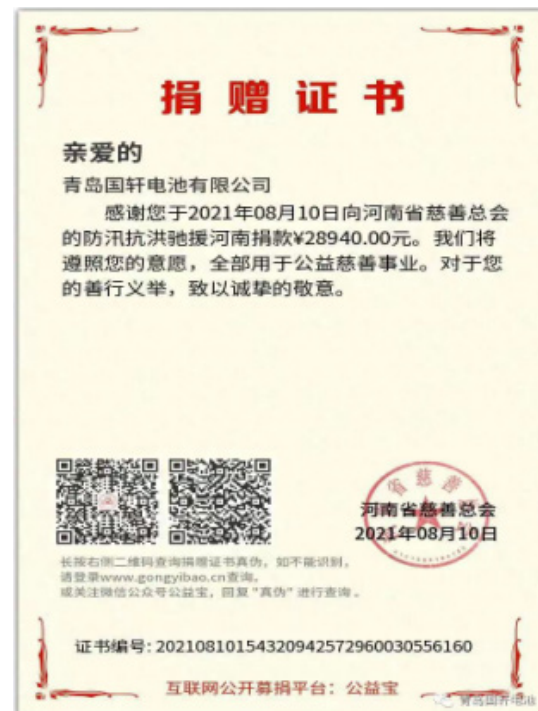 捐赠证书
亲爱的
青岛国轩电池有限公司
感谢您于2021年08月10日向河南省慈善总会
的防汛抗洪驰援河南捐款¥28940.00元。我们将
遵照您的意愿，全部用于公益慈善事业。对于您
的善行义举，致以诚挚的敬意。
河南省慈善总会
2021年08月10日
长按右侧二维码查询捐赠证书真伪，如不能识别，
请登录www.gongyibao.cn查询，
或关注微信公众号公益宝，回复"真伪"进行查询。
证书编号: 2021081015432094257296003055​6160
互联网公开募捐平台：公益宝
青岛国轩电池